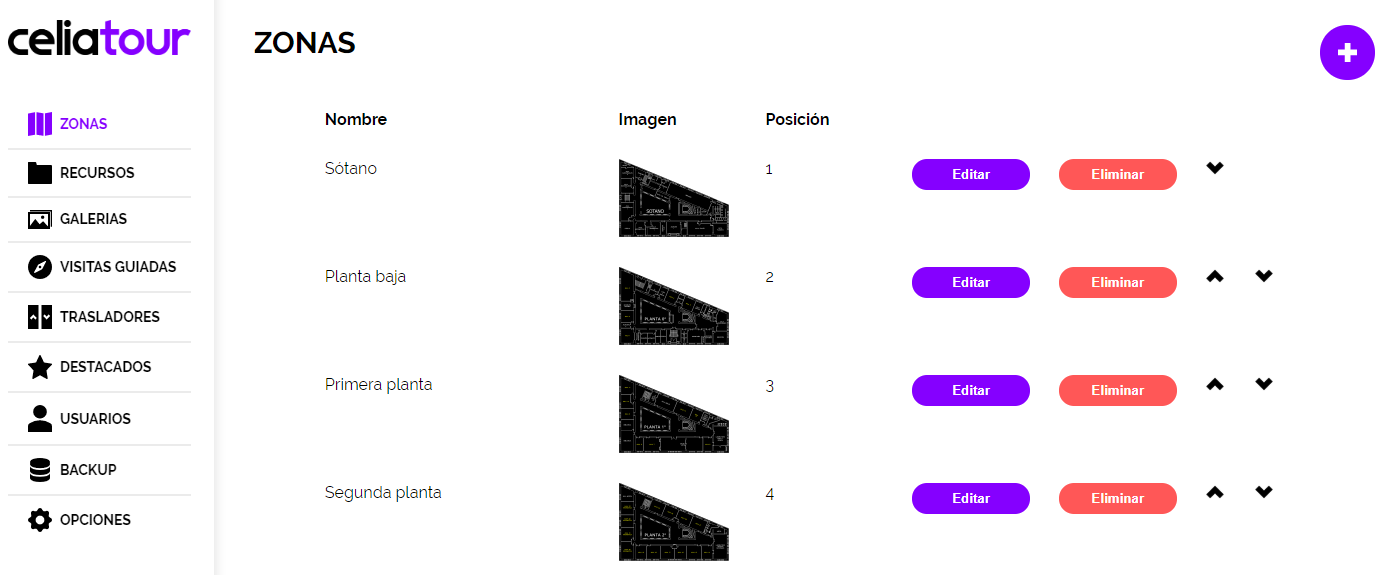 celiatour
ZONAS
ZONAS
RECURSOS
GALERIAS
VISITAS GUIADAS
TRASLADORES
DESTACADOS
USUARIOS
BACKUP
OPCIONES
Nombre Imagen Posición
Sótano 1 Editar Eliminar
SOTANO
Planta baja 2 Editar Eliminar
PLANTA 0ª
Primera planta 3 Editar Eliminar
PLANTA 1ª
Segunda planta 4 Editar Eliminar
PLANTA 2ª